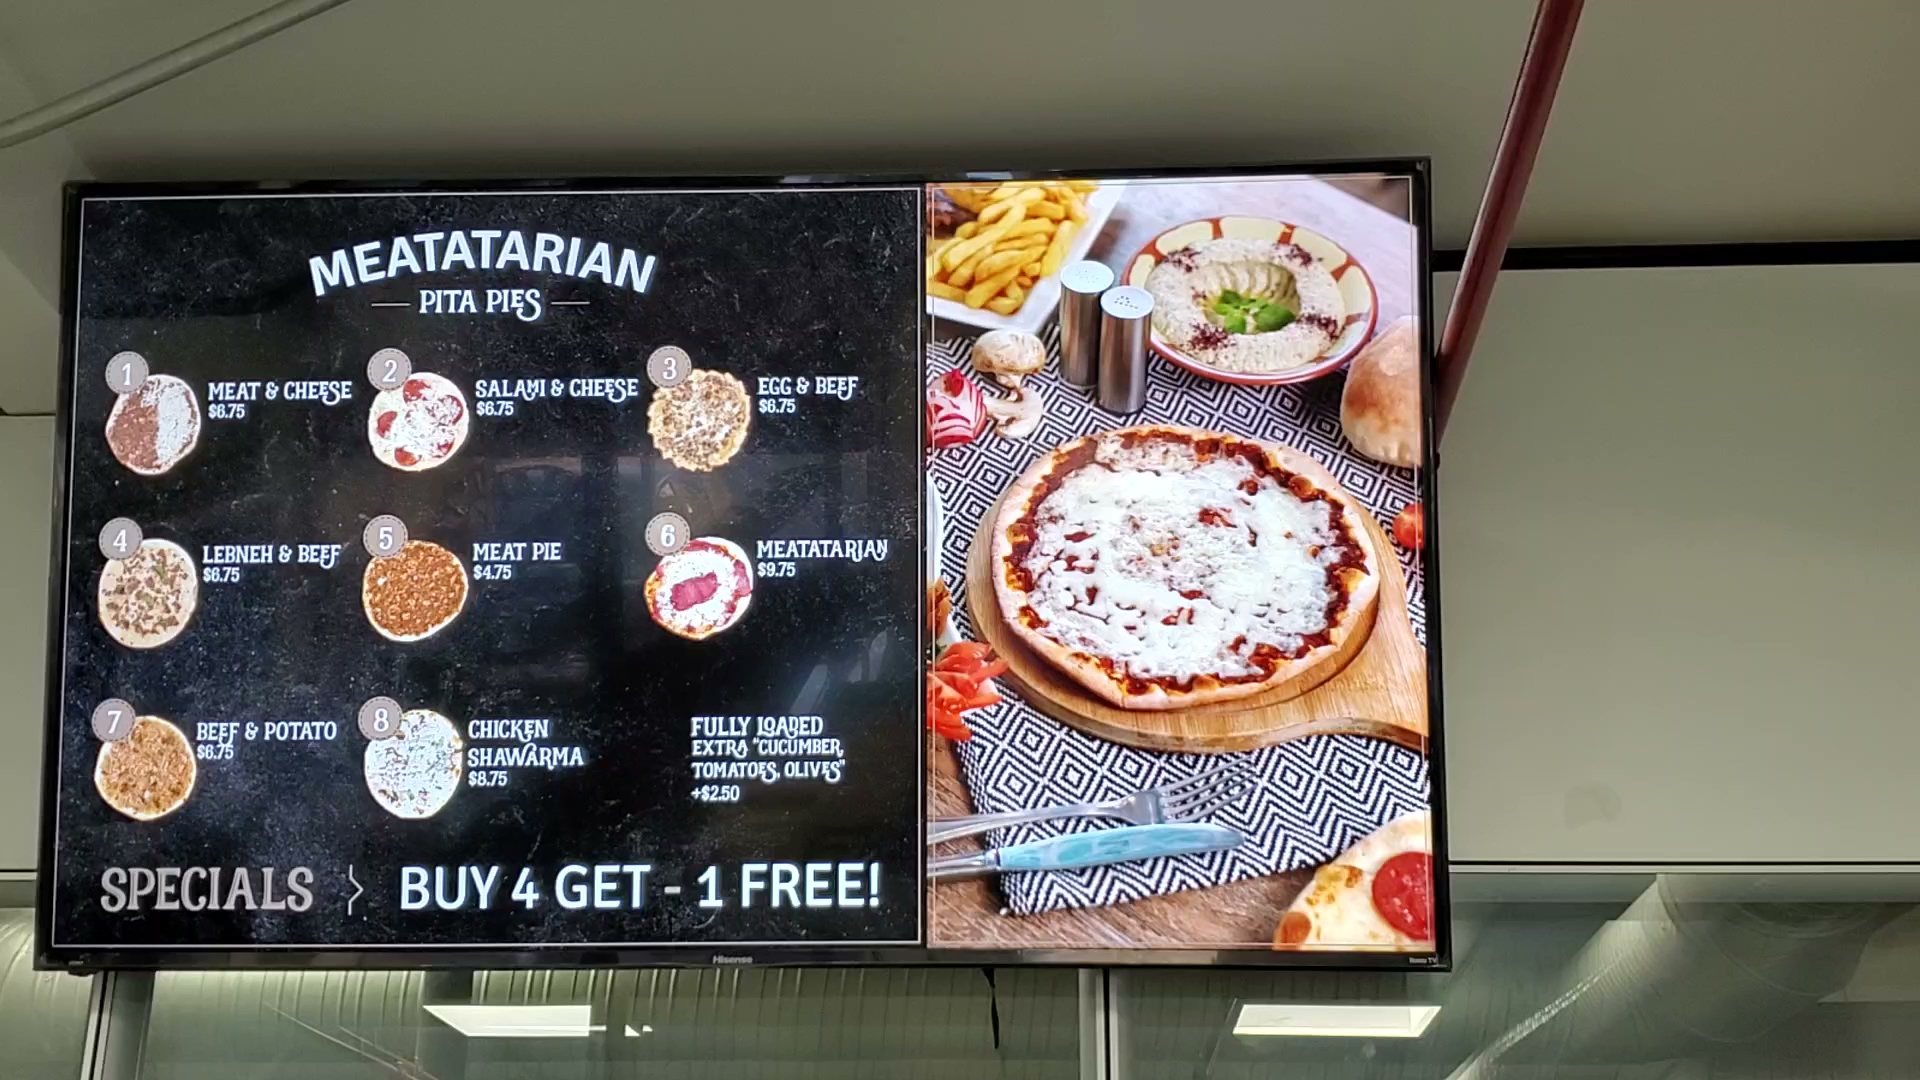 MEATATARIAN
PITA PIES
1
MEAT & CHEESE
$6.75
2
SALAMI & CHEESE
$6.75
3
EGG & BEEF
$6.75
4
LEBNEH & BEEF
$6.75
5
MEAT PIE
$4.75
6
MEATATARIAN
$9.75
7
BEEF & POTATO
$6.75
8
CHICKEN
SHAWARMA
$8.75
FULLY LOADED
EXTRA "CUCUMBER,
TOMATOES, OLIVES"
+$2.50
SPECIALS
BUY 4 GET - 1 FREE!
Hisense
Roku TV